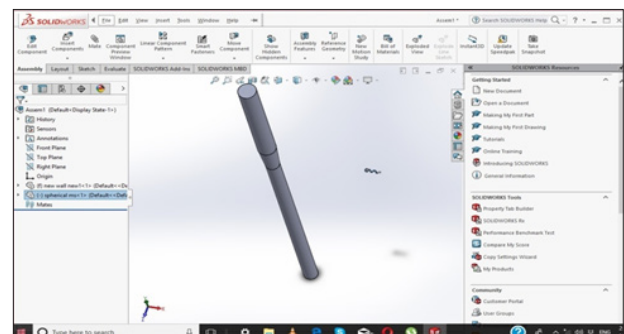 SOLIDWORKS File Edit View Insert Tools Window Help Assem1 * Search SOLIDWORKS Help
Edit Component
Insert Components
Mate
Component Preview Window
Linear Component Pattern
Smart Fasteners
Move Component
Show Hidden Components
Assembly Features
Reference Geometry
New Motion Study
Bill of Materials
Exploded View
Instant3D
Update Speedpak
Take Snapshot
Assembly Layout Sketch Evaluate SOLIDWORKS Add-Ins SOLIDWORKS MBD
SOLIDWORKS Resources
Assem1 (Default<Display State-1>)
History
Sensors
Annotations
Front Plane
Top Plane
Right Plane
Origin
(f) new wall new1<1> (Default<<De
(-) spherical mv<1> (Default<<Defa
Mates
Getting Started
New Document
Open a Document
Making My First Part
Making My First Drawing
Tutorials
Online Training
Introducing SOLIDWORKS
General Information
SOLIDWORKS Tools
Property Tab Builder
SOLIDWORKS Rx
Performance Benchmark Test
Compare My Score
Copy Settings Wizard
My Products
Community
Customer Portal
User Groups
Type here to search
ENG